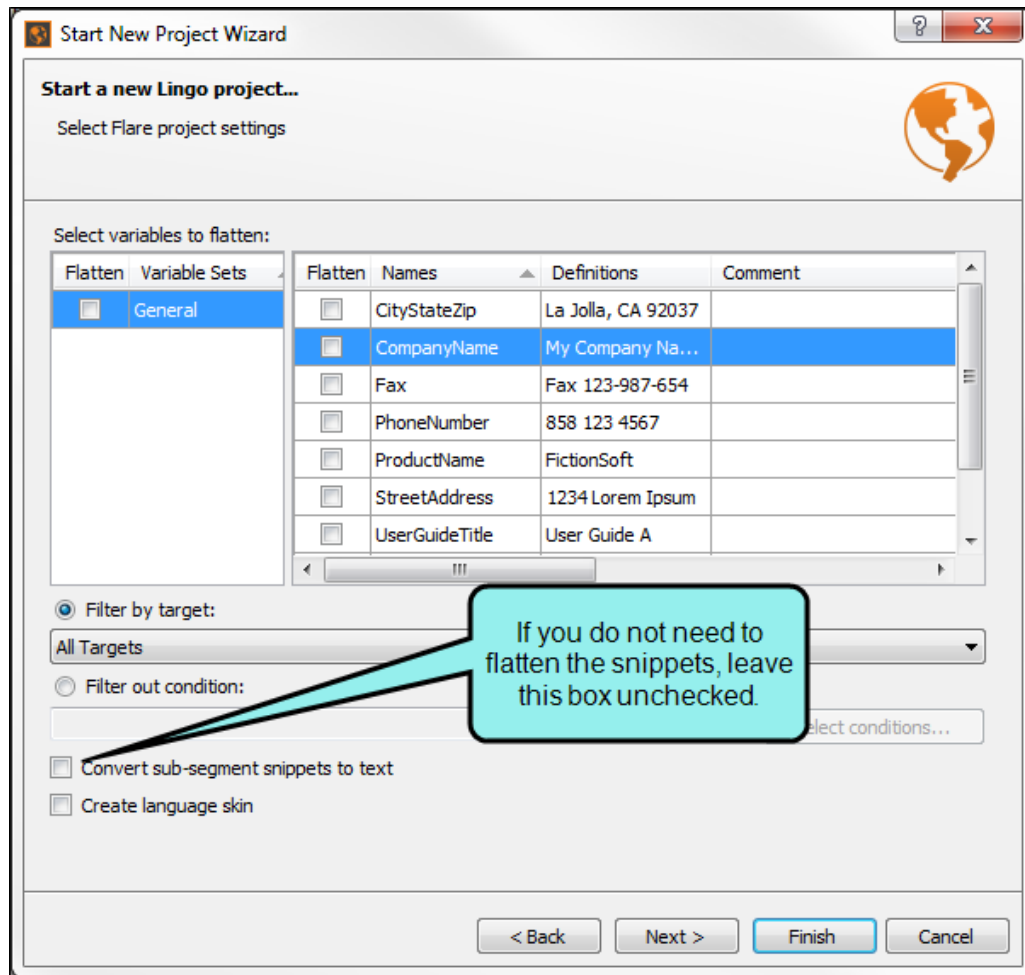 Start New Project Wizard
Start a new Lingo project...
Select Flare project settings
Select variables to flatten:
Flatten Variable Sets
General
Flatten Names Definitions Comment
CityStateZip La Jolla, CA 92037
CompanyName My Company Na...
Fax Fax 123-987-654
PhoneNumber 858 123 4567
ProductName FictionSoft
StreetAddress 1234 Lorem Ipsum
UserGuideTitle User Guide A
Filter by target:
All Targets
Filter out condition:
If you do not need to
flatten the snippets, leave
this box unchecked.
elect conditions...
Convert sub-segment snippets to text
Create language skin
< Back Next > Finish Cancel